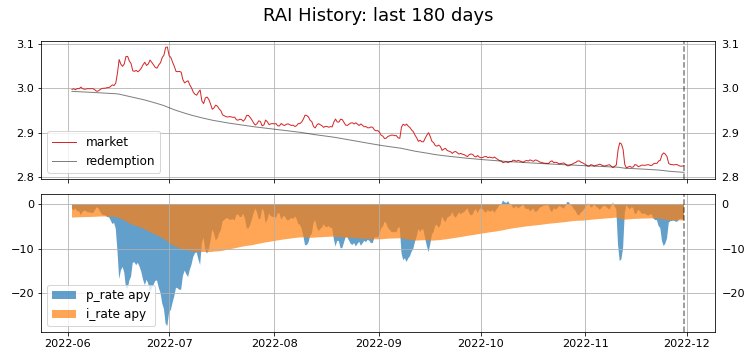 RAI History: last 180 days
3.1 3.1
3.0 3.0
2.9 2.9
2.8 2.8
market
redemption
0 0
−10 −10
−20 −20
p_rate apy
i_rate apy
2022-06 2022-07 2022-08 2022-09 2022-10 2022-11 2022-12